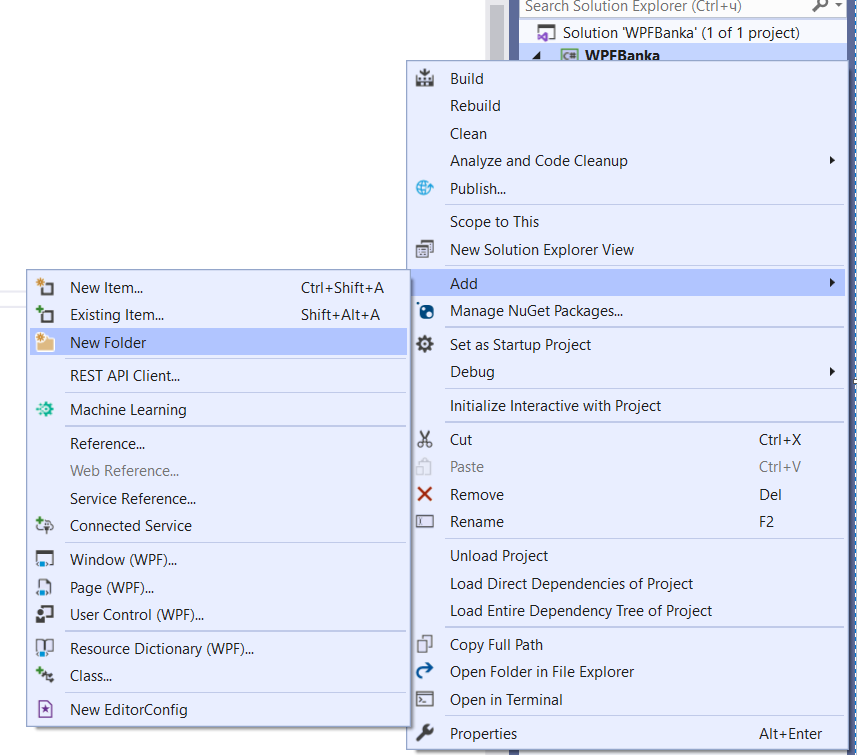 Search Solution Explorer (Ctrl+ч)
Solution 'WPFBanka' (1 of 1 project)
C# WPFBanka
Build
Rebuild
Clean
Analyze and Code Cleanup
Publish...
Scope to This
New Solution Explorer View
Add
Manage NuGet Packages...
Set as Startup Project
Debug
Initialize Interactive with Project
Cut Ctrl+X
Paste Ctrl+V
Remove Del
Rename F2
Unload Project
Load Direct Dependencies of Project
Load Entire Dependency Tree of Project
Copy Full Path
Open Folder in File Explorer
Open in Terminal
Properties Alt+Enter
New Item... Ctrl+Shift+A
Existing Item... Shift+Alt+A
New Folder
REST API Client...
Machine Learning
Reference...
Web Reference...
Service Reference...
Connected Service
Window (WPF)...
Page (WPF)...
User Control (WPF)...
Resource Dictionary (WPF)...
Class...
New EditorConfig